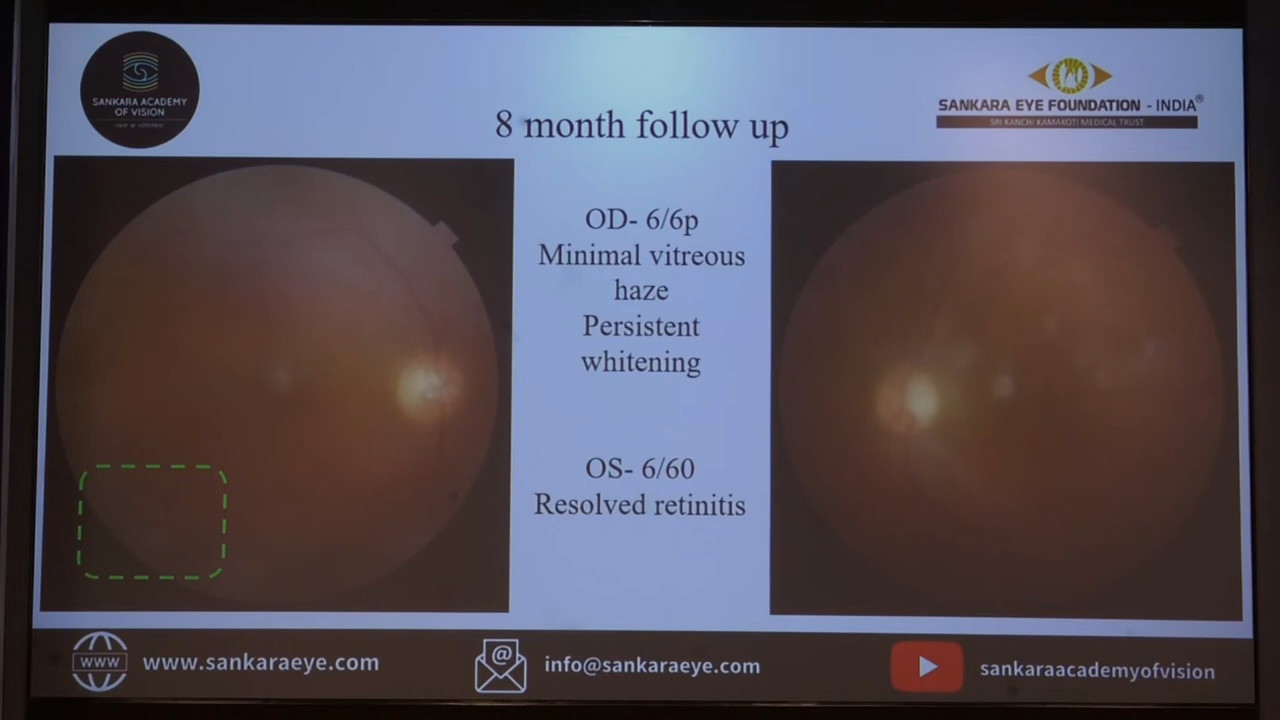 SANKARA ACADEMY
OF VISION
SANKARA EYE FOUNDATION - INDIA®
SRI KANCHI KAMAKOTI MEDICAL TRUST
8 month follow up
OD- 6/6p
Minimal vitreous
haze
Persistent
whitening
OS- 6/60
Resolved retinitis
www
www.sankaraeye.com
@
info@sankaraeye.com
sankaraacademyofvision